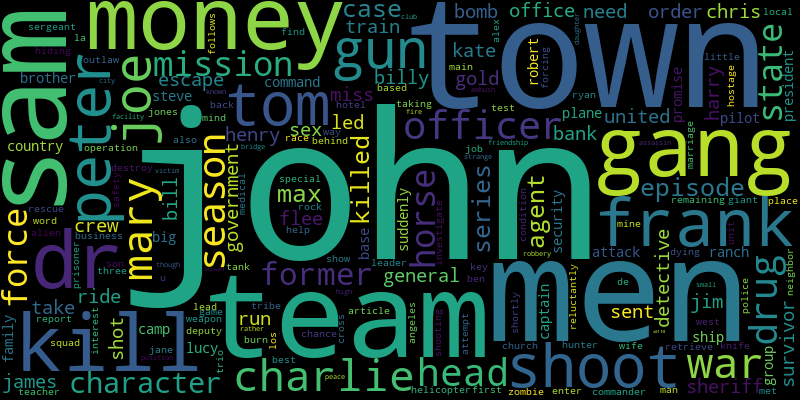 sergeant club case bomb office need order chris local
la follows find train kate alex united main little
hiding money gun state president
outlaw mission billy gold robert daughter
brother steve command based forcing ryan harry hostage
city escape miss taking test promise
sam peter joe known back hotel plane pilot
jones tom led officer bank town
facility mind henry sex race way fire
country also behind friendship assassin
operation john killed gang
destroy bill season special job marriage
safety word rescue government max rock strange
mary medical help suddenly horse series agent condition episode
alien crew victim flee security remaining giant place
force business big base show investigate frank mine
dr son three though tank former leader key robbery attack dying ranch
prisoner u general ben men unit detective drug
ride tribe high de survivor neighbor
take lead game team article sent captain jim small
family report interest shot camp weapon run chance cross angeles shooting attempt shortly reluctantly ship west police
kill deputy rather burn los church hunter wife war knife
squad jane lucy trio best head shoot group retrieve
james position charlie peace zombie enter man sheriff met
teacher character helicopter first commander